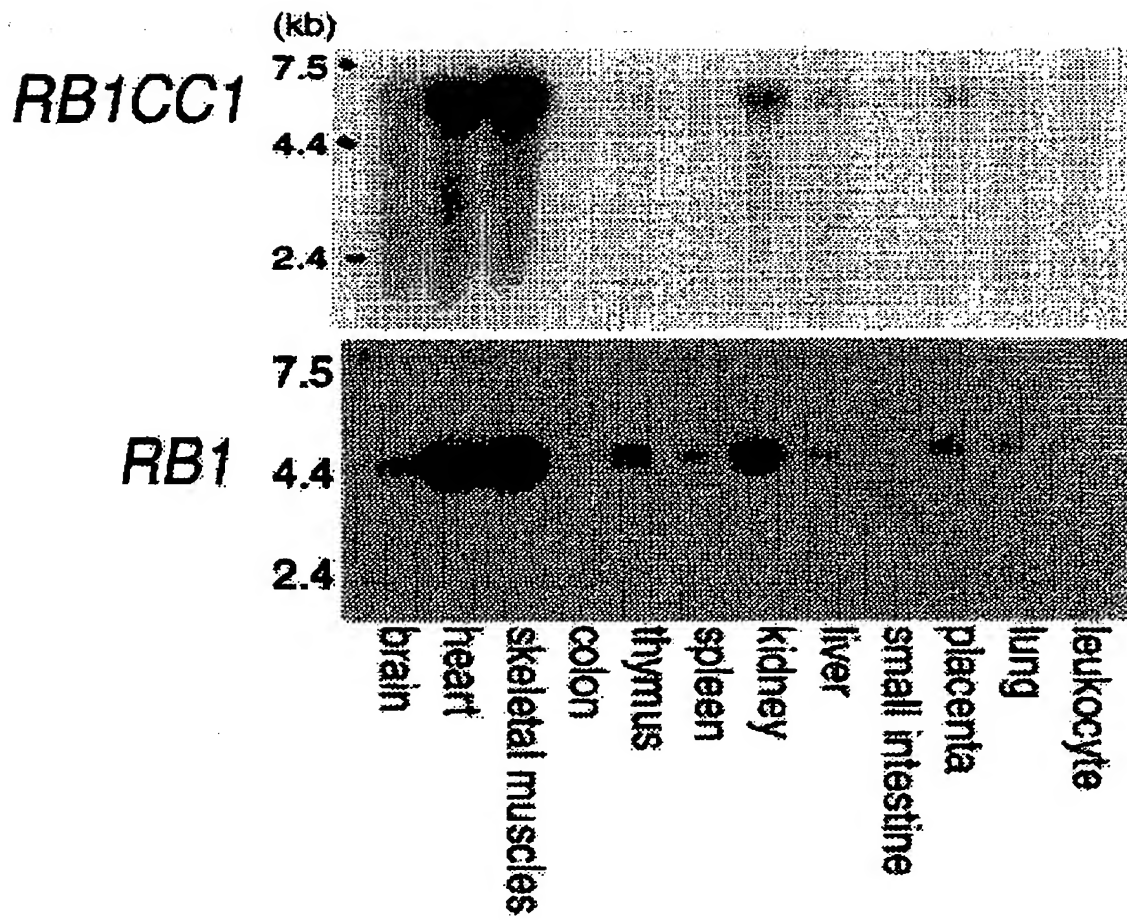 (kb)
7.5
RB1CC1
4.4
2.4
7.5
RB1
4.4
2.4
brain
heart
skeletal muscles
colon
thymus
spleen
kidney
liver
small intestine
placenta
lung
leukocyte